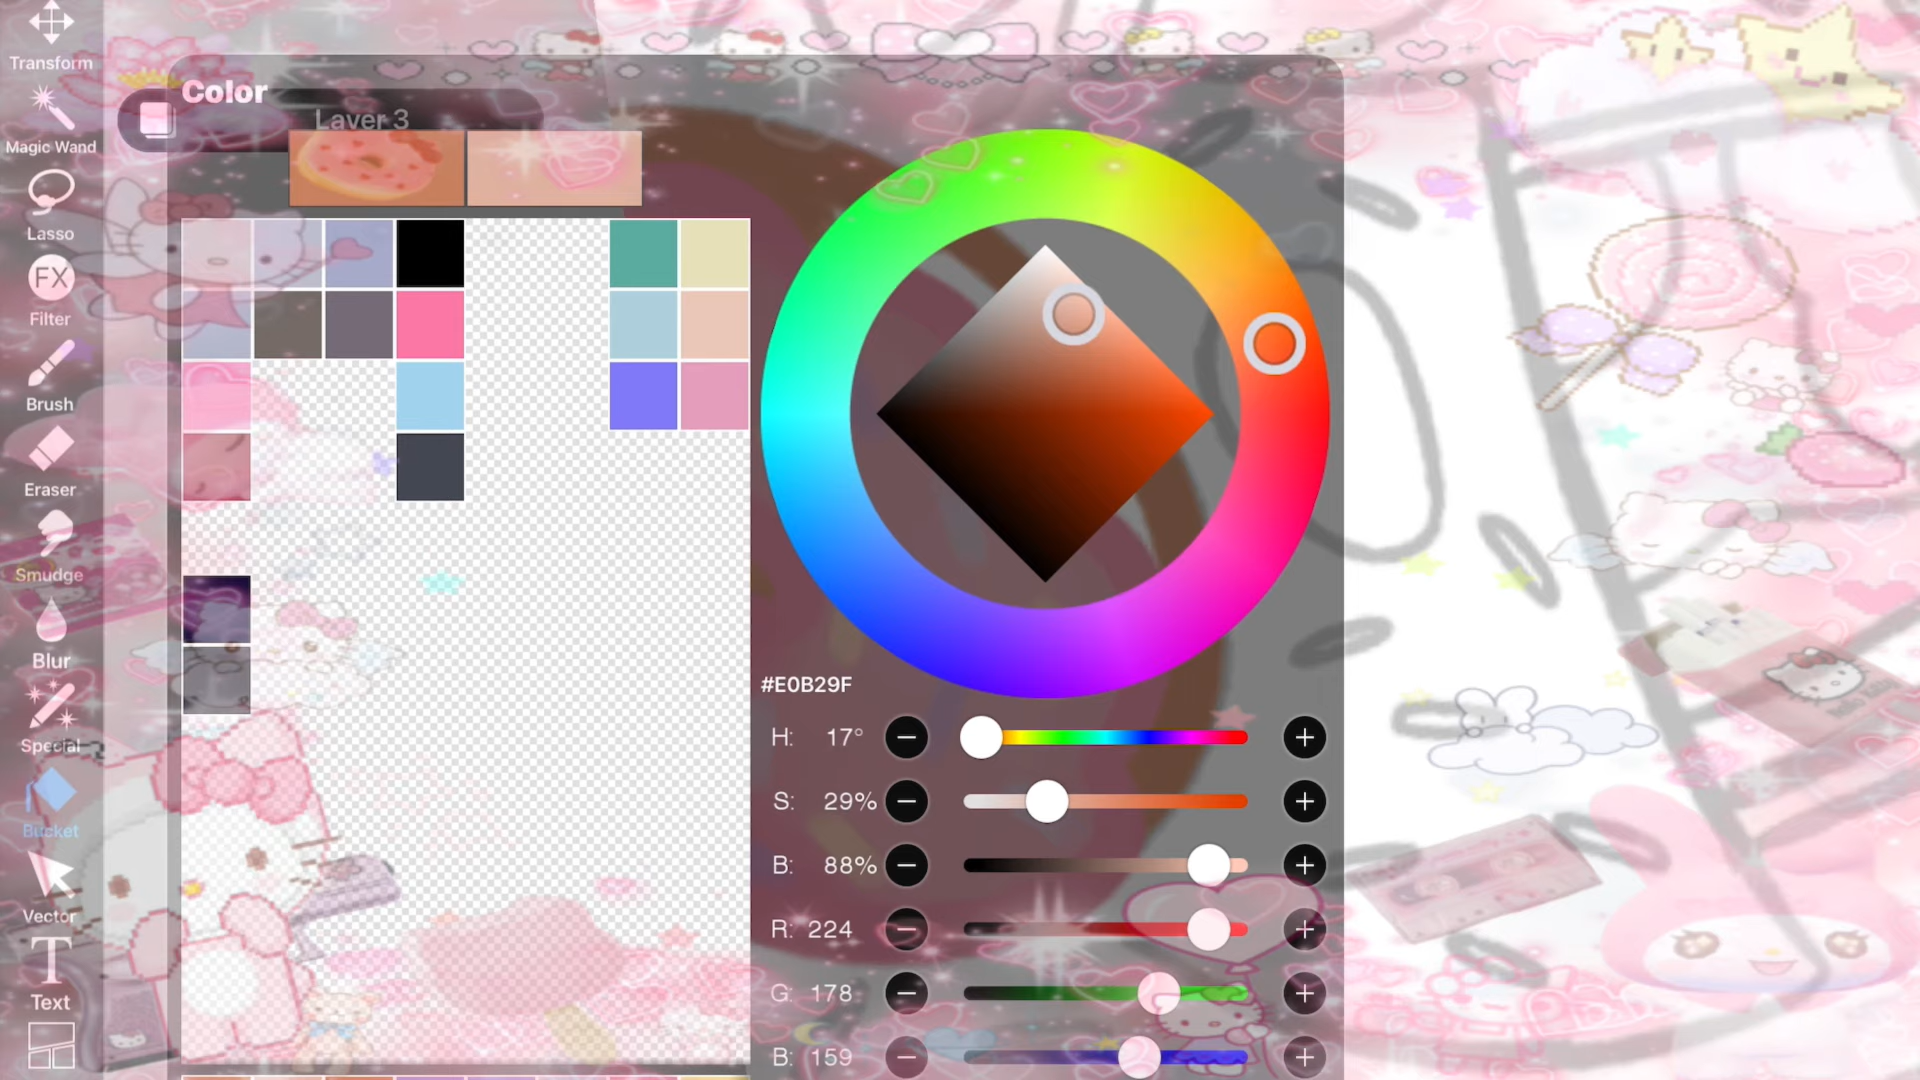 Transform
Color
Layer 3
Magic Wand
Lasso
FX
Filter
Brush
Eraser
Smudge
Blur
Special
Bucket
Vector
T
Text
#E0B29F
H: 17°
S: 29%
B: 88%
R: 224
G: 178
B: 159